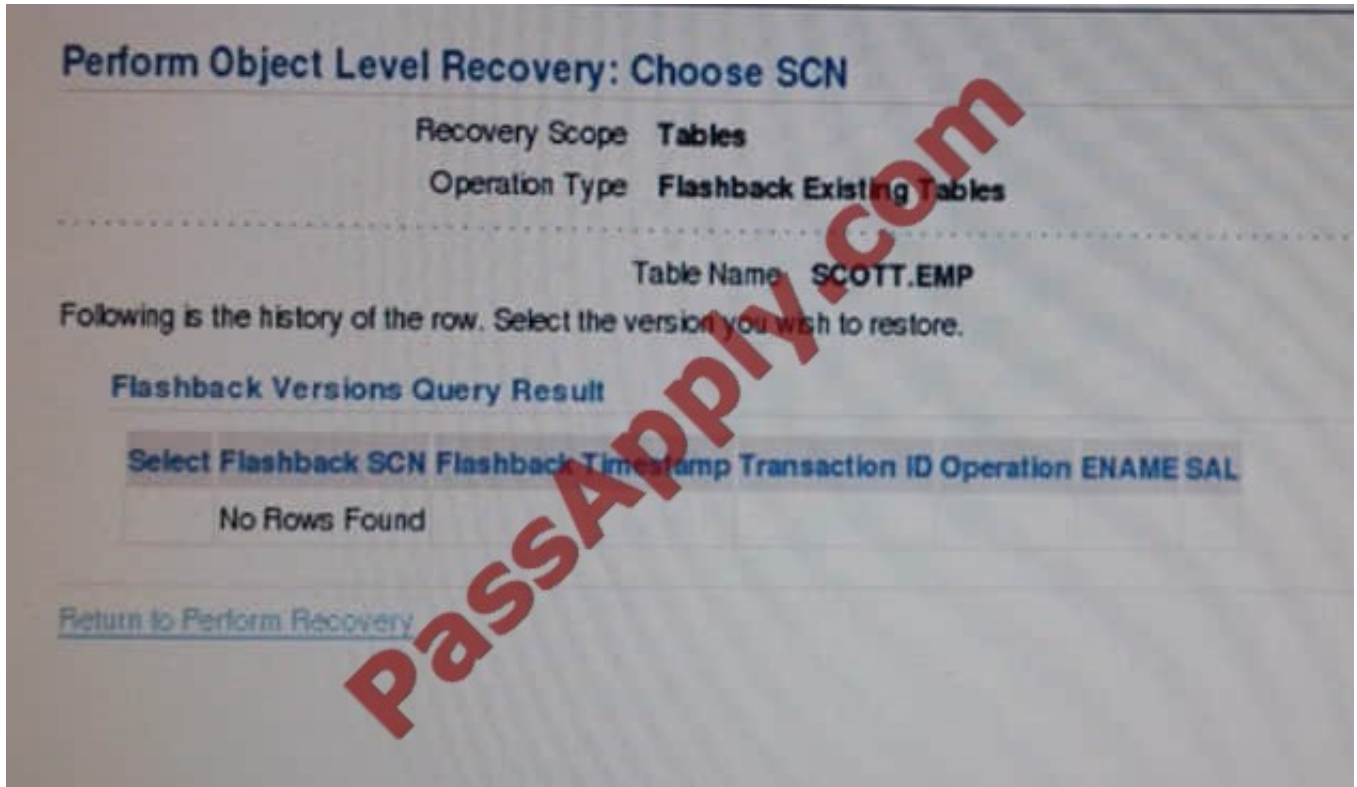 Perform Object Level Recovery: Choose SCN
Recovery Scope Tables
Operation Type Flashback Existing Tables
Table Name SCOTT.EMP
Following is the history of the row. Select the version you wish to restore.
Flashback Versions Query Result
Select Flashback SCN Flashback Timestamp Transaction ID Operation ENAME SAL
No Rows Found
Return to Perform Recovery
PassApply.com